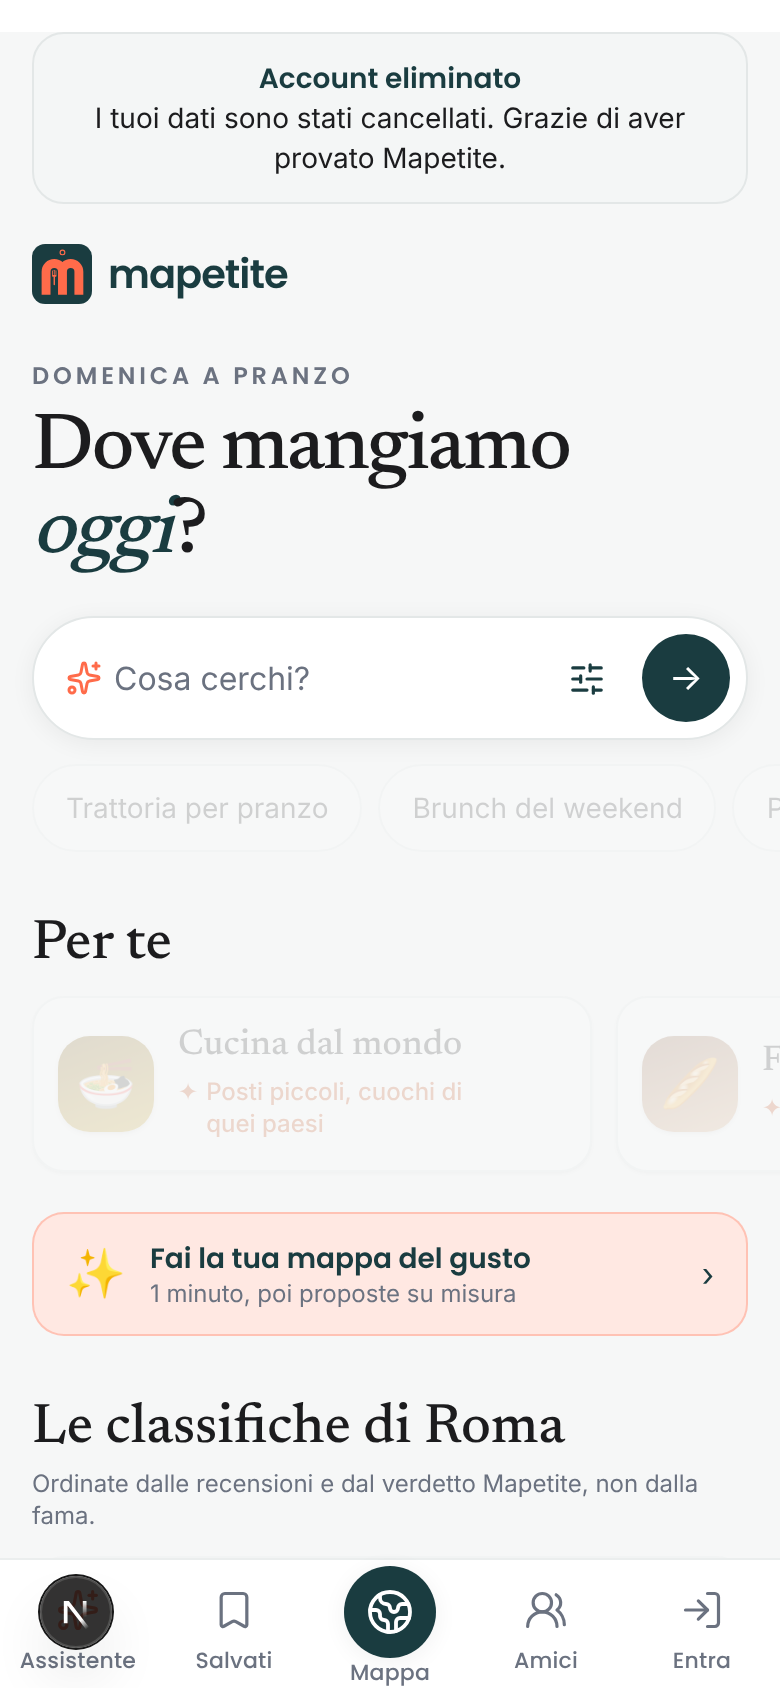 Account eliminato
I tuoi dati sono stati cancellati. Grazie di aver
provato Mapetite.
mapetite
DOMENICA A PRANZO
Dove mangiamo
oggi?
Cosa cerchi?
Trattoria per pranzo
Brunch del weekend
P
Per te
Cucina dal mondo
✦ Posti piccoli, cuochi di
quei paesi
F
✦
Fai la tua mappa del gusto
1 minuto, poi proposte su misura
›
Le classifiche di Roma
Ordinate dalle recensioni e dal verdetto Mapetite, non dalla
fama.
N
Assistente
Salvati
Mappa
Amici
Entra